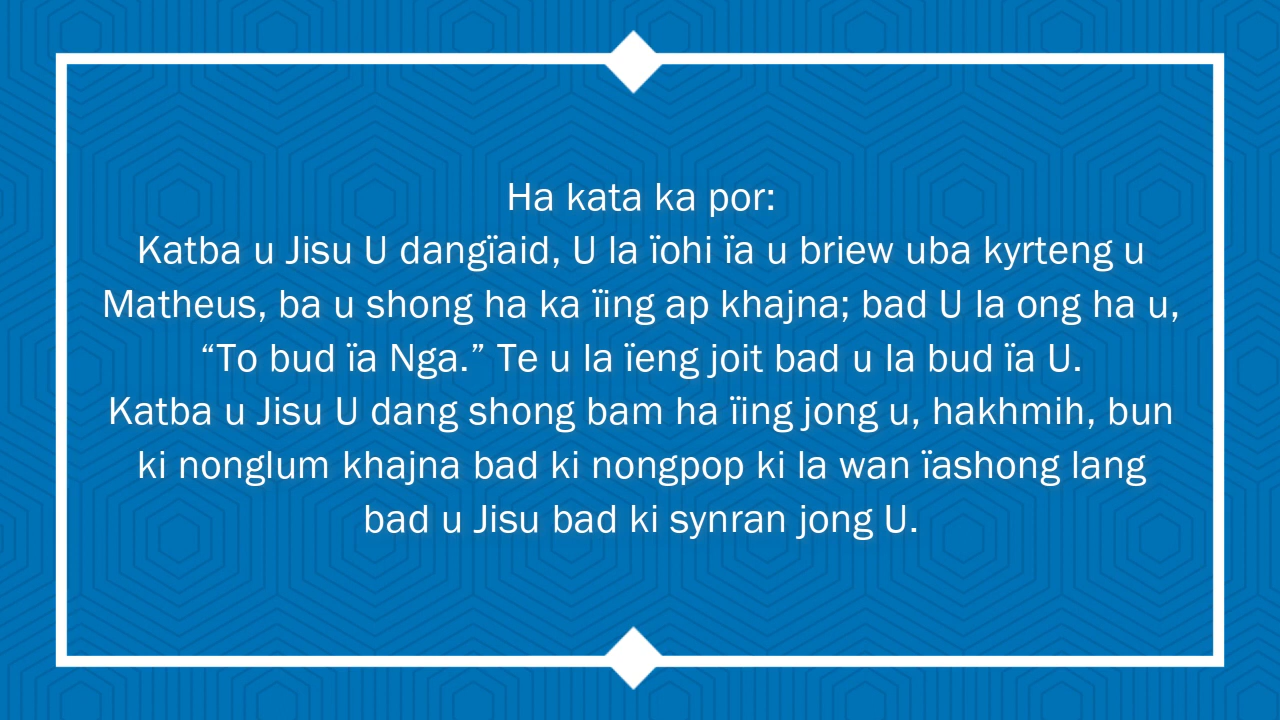 Ha kata ka por:
Katba u Jisu U dangïaid, U la ïohi ïa u briew uba kyrteng u
Matheus, ba u shong ha ka ïing ap khajna; bad U la ong ha u,
“To bud ïa Nga.” Te u la ïeng joit bad u la bud ïa U.
Katba u Jisu U dang shong bam ha ïing jong u, hakhmih, bun
ki nonglum khajna bad ki nongpop ki la wan ïashong lang
bad u Jisu bad ki synran jong U.